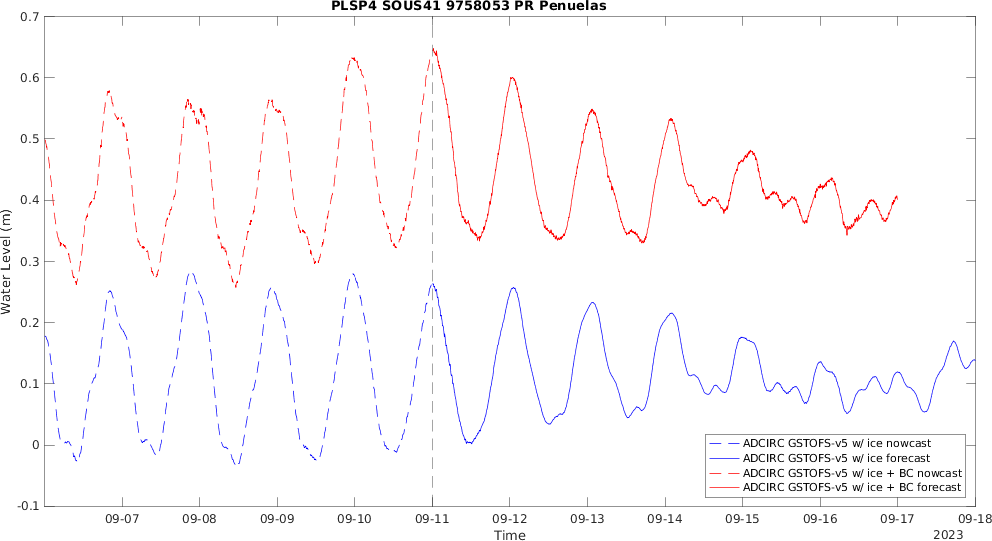 PLSP4 SOUS41 9758053 PR Penuelas
0.7
0.6
0.5
0.4
0.3
0.2
0.1
0
-0.1
Water Level (m)
09-07 09-08 09-09 09-10 09-11 09-12 09-13 09-14 09-15 09-16 09-17 09-18
Time
2023
ADCIRC GSTOFS-v5 w/ ice nowcast
ADCIRC GSTOFS-v5 w/ ice forecast
ADCIRC GSTOFS-v5 w/ ice + BC nowcast
ADCIRC GSTOFS-v5 w/ ice + BC forecast